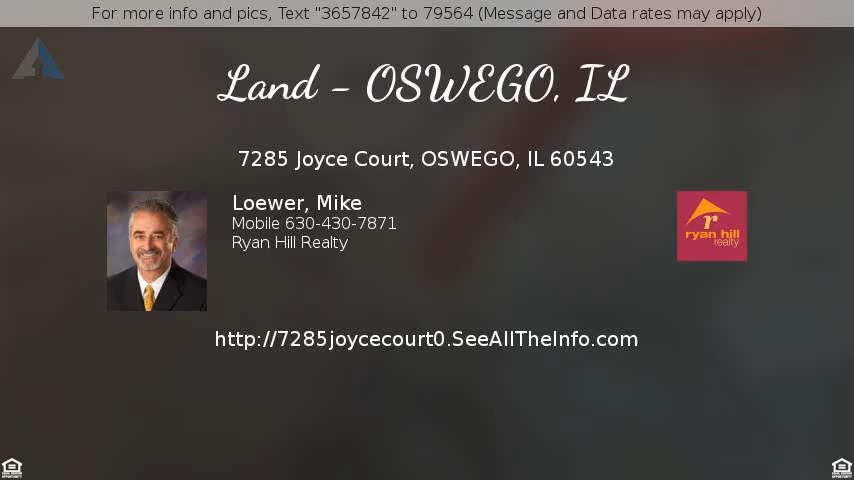 For more info and pics, Text "3657842" to 79564 (Message and Data rates may apply)
Land - OSWEGO, IL
7285 Joyce Court, OSWEGO, IL 60543
Loewer, Mike
Mobile 630-430-7871
Ryan Hill Realty
r
ryan hill
realty
http://7285joycecourt0.SeeAllTheInfo.com